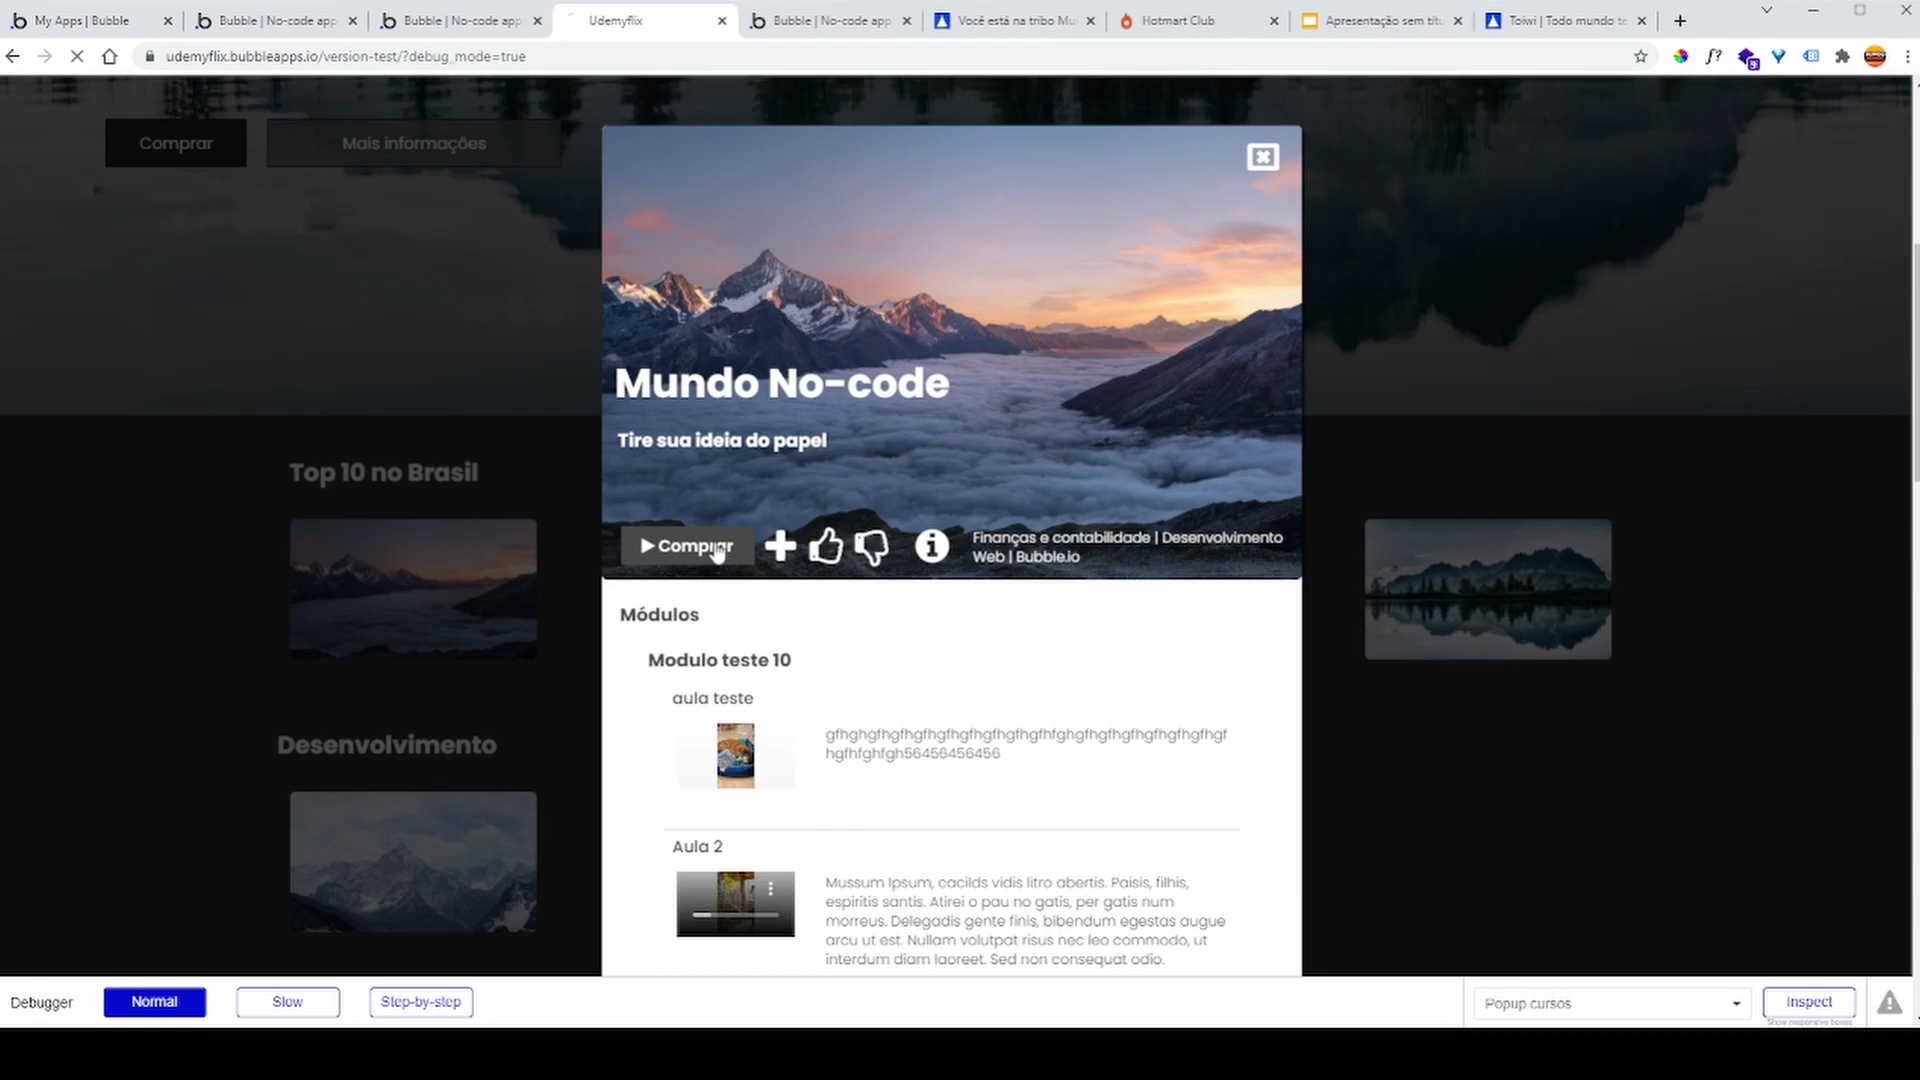 My Apps | Bubble
Bubble | No-code app
Bubble | No-code app
Udemyflix
Bubble | No-code app
Você está na tribo Mu
Hotmart Club
Apresentação sem títu
Toiwi | Todo mundo te
udemyflix.bubbleapps.io/version-test/?debug_mode=true
f?
Comprar
Mais informações
Mundo No-code
Tire sua ideia do papel
Comprar
Finanças e contabilidade | Desenvolvimento
Web | Bubble.io
Top 10 no Brasil
Desenvolvimento
Módulos
Modulo teste 10
aula teste
gfhghgfhgfhgfhgfhgfhgfhgfhgfhfghgfhgfhgfhgfhgfhgfhgf
hgfhfghfgh56456456456
Aula 2
Mussum Ipsum, cacilds vidis litro abertis. Paisis, filhis,
espiritis santis. Atirei o pau no gatis, per gatis num
morreus. Delegadis gente finis, bibendum egestas augue
arcu ut est. Nullam volutpat risus nec leo commodo, ut
interdum diam laoreet. Sed non consequat odio.
Debugger
Normal
Slow
Step-by-step
Popup cursos
Inspect
Show responsive boxes